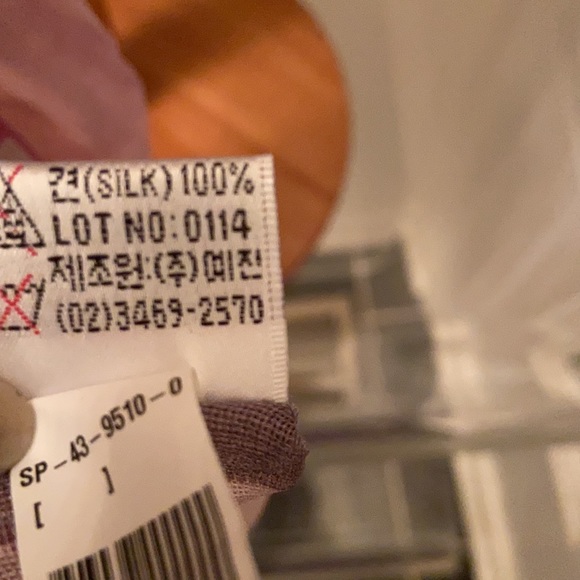 견(SILK)100%
LOT NO:0114
제조원:(주)예진
(02)3469-2570
SP-43-9510-0
[ ]